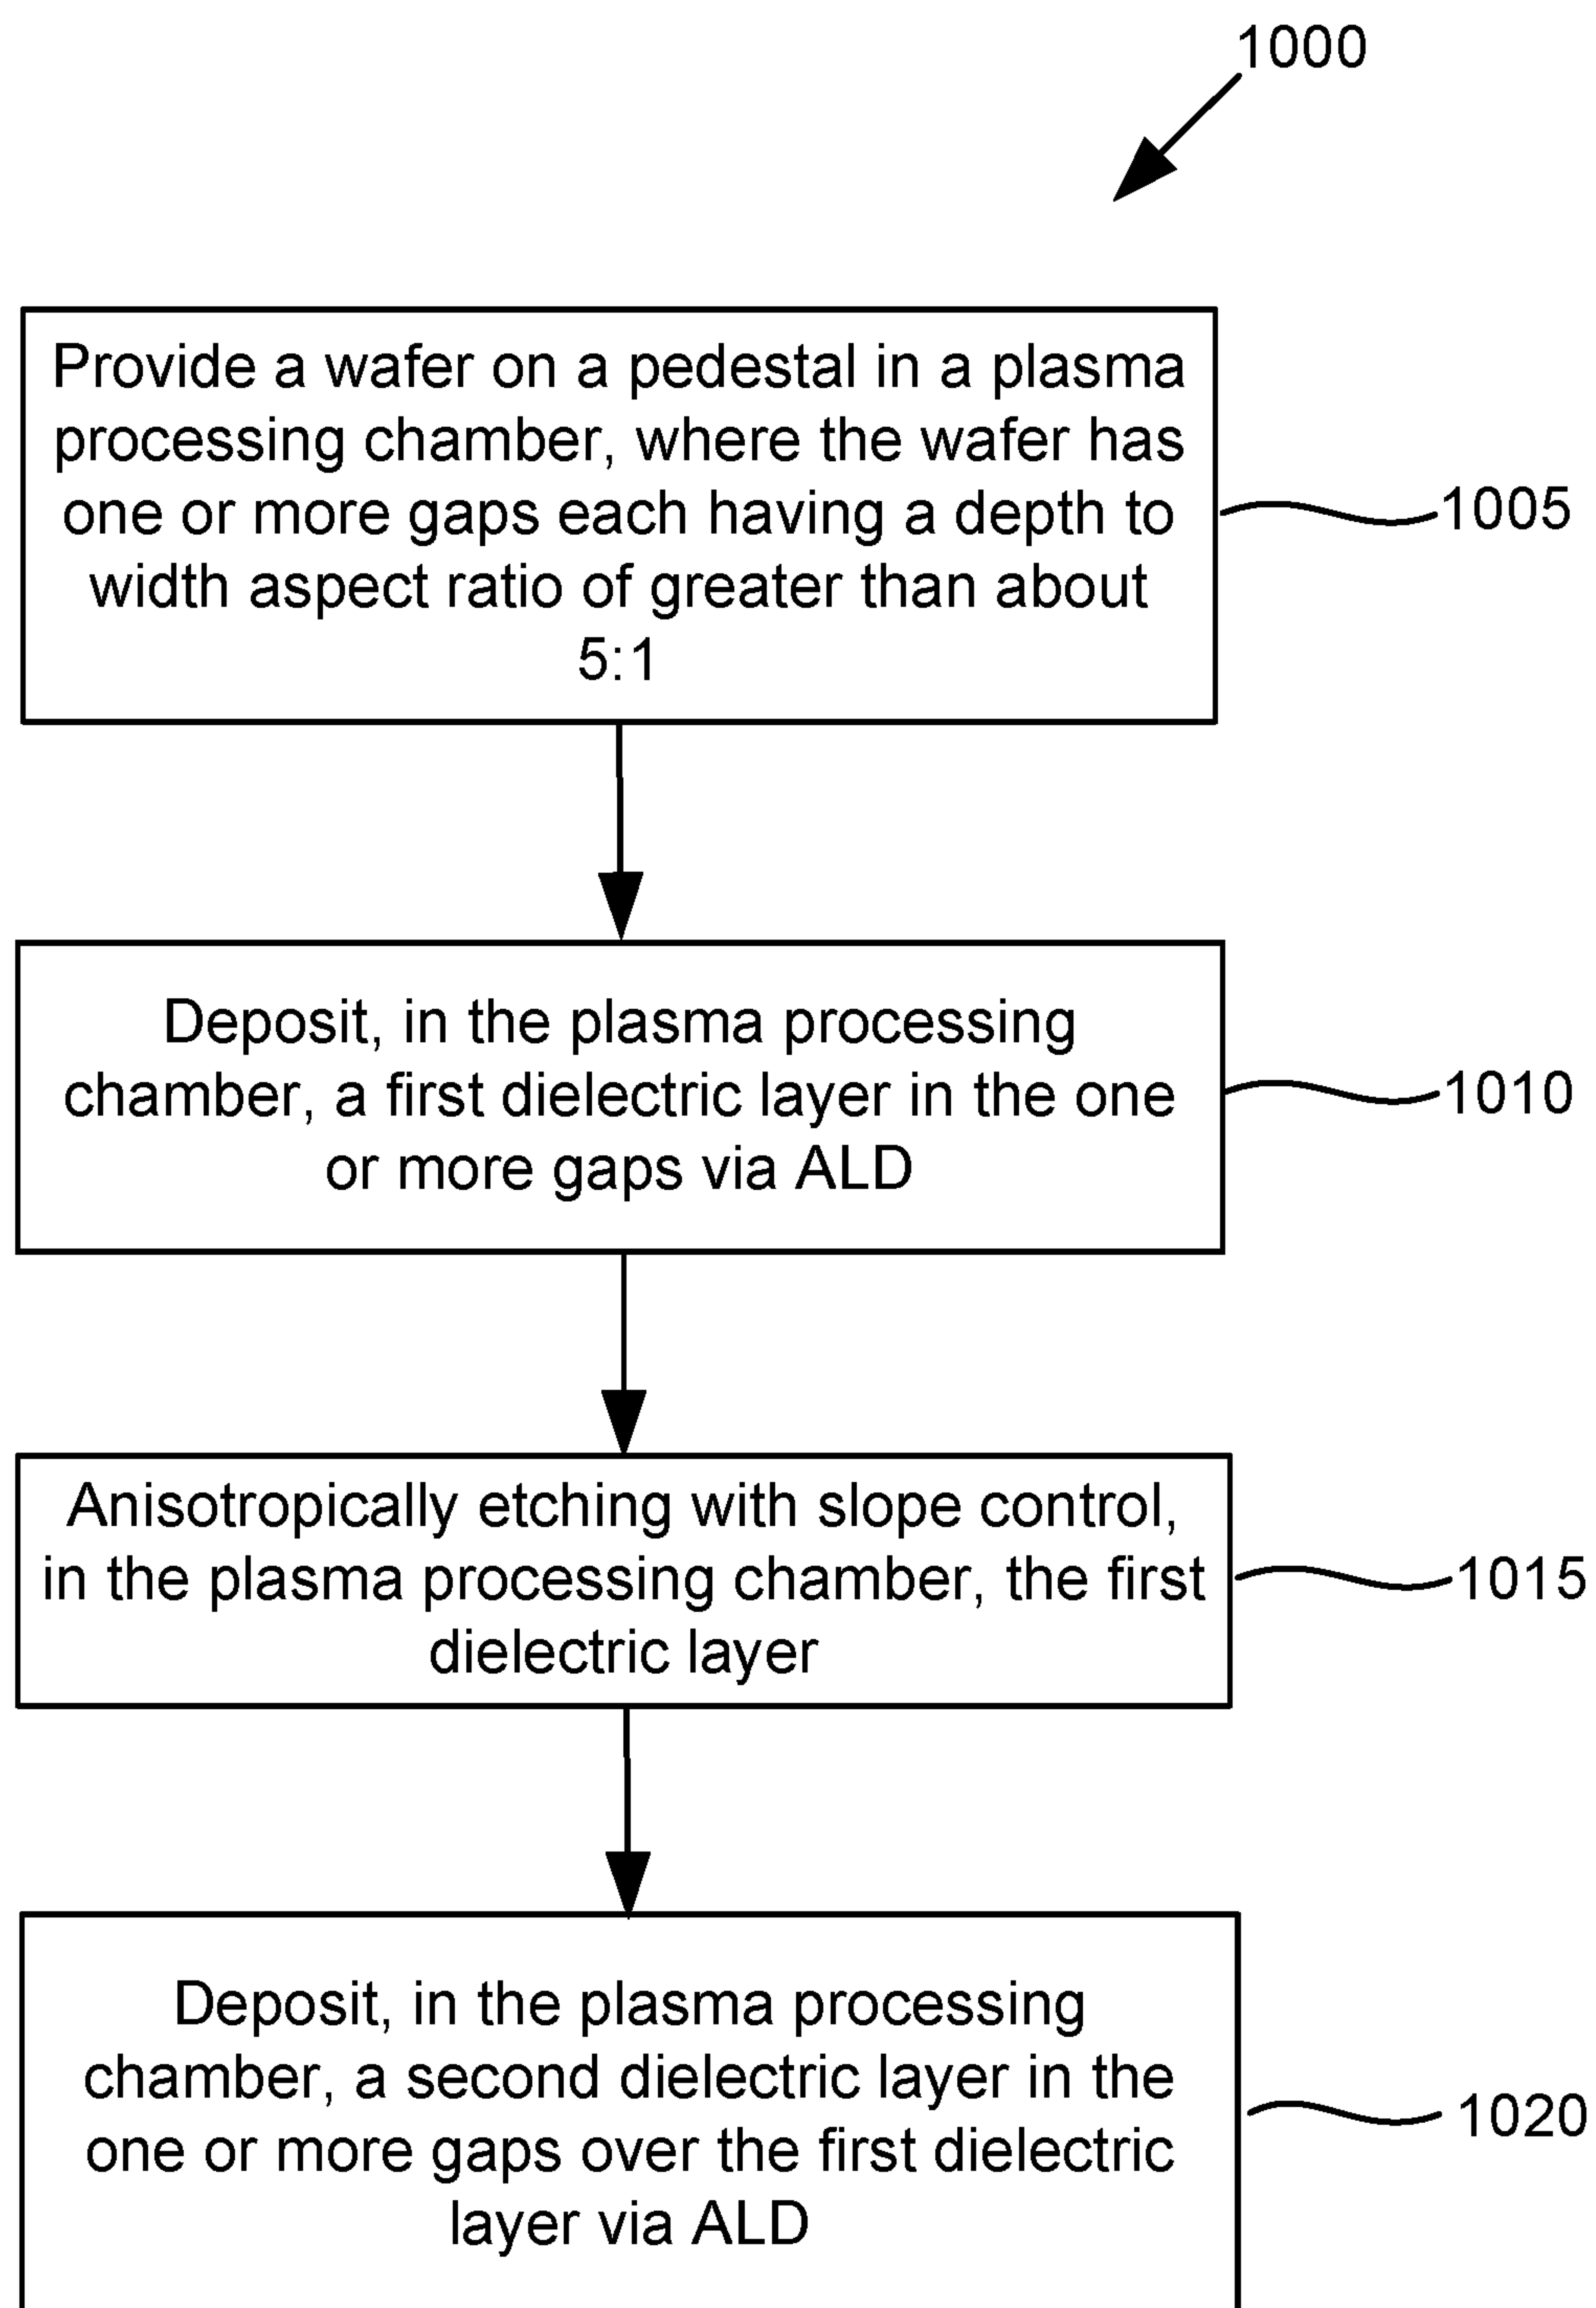 1000
Provide a wafer on a pedestal in a plasma
processing chamber, where the wafer has
one or more gaps each having a depth to
width aspect ratio of greater than about
5:1
1005
Deposit, in the plasma processing
chamber, a first dielectric layer in the one
or more gaps via ALD
1010
Anisotropically etching with slope control,
in the plasma processing chamber, the first
dielectric layer
1015
Deposit, in the plasma processing
chamber, a second dielectric layer in the
one or more gaps over the first dielectric
layer via ALD
1020